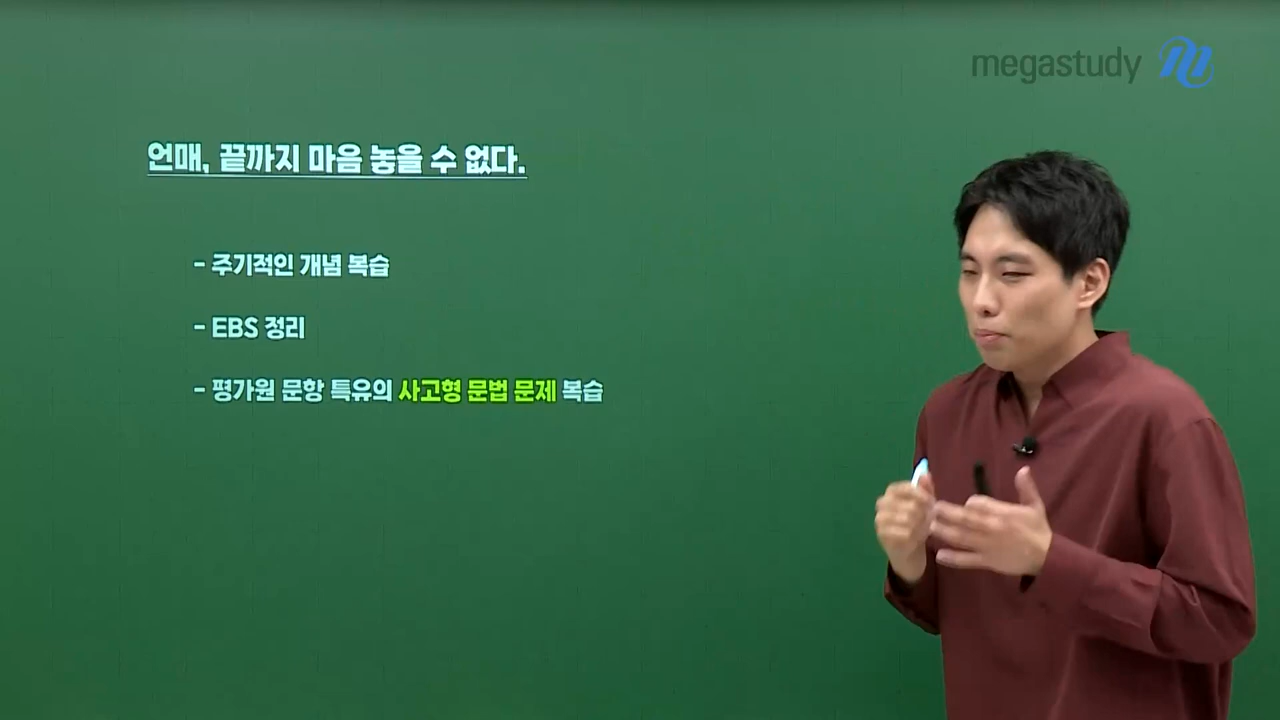 megastudy
언매, 끝까지 마음 놓을 수 없다.
- 주기적인 개념 복습
- EBS 정리
- 평가원 문항 특유의 사고형 문법 문제 복습